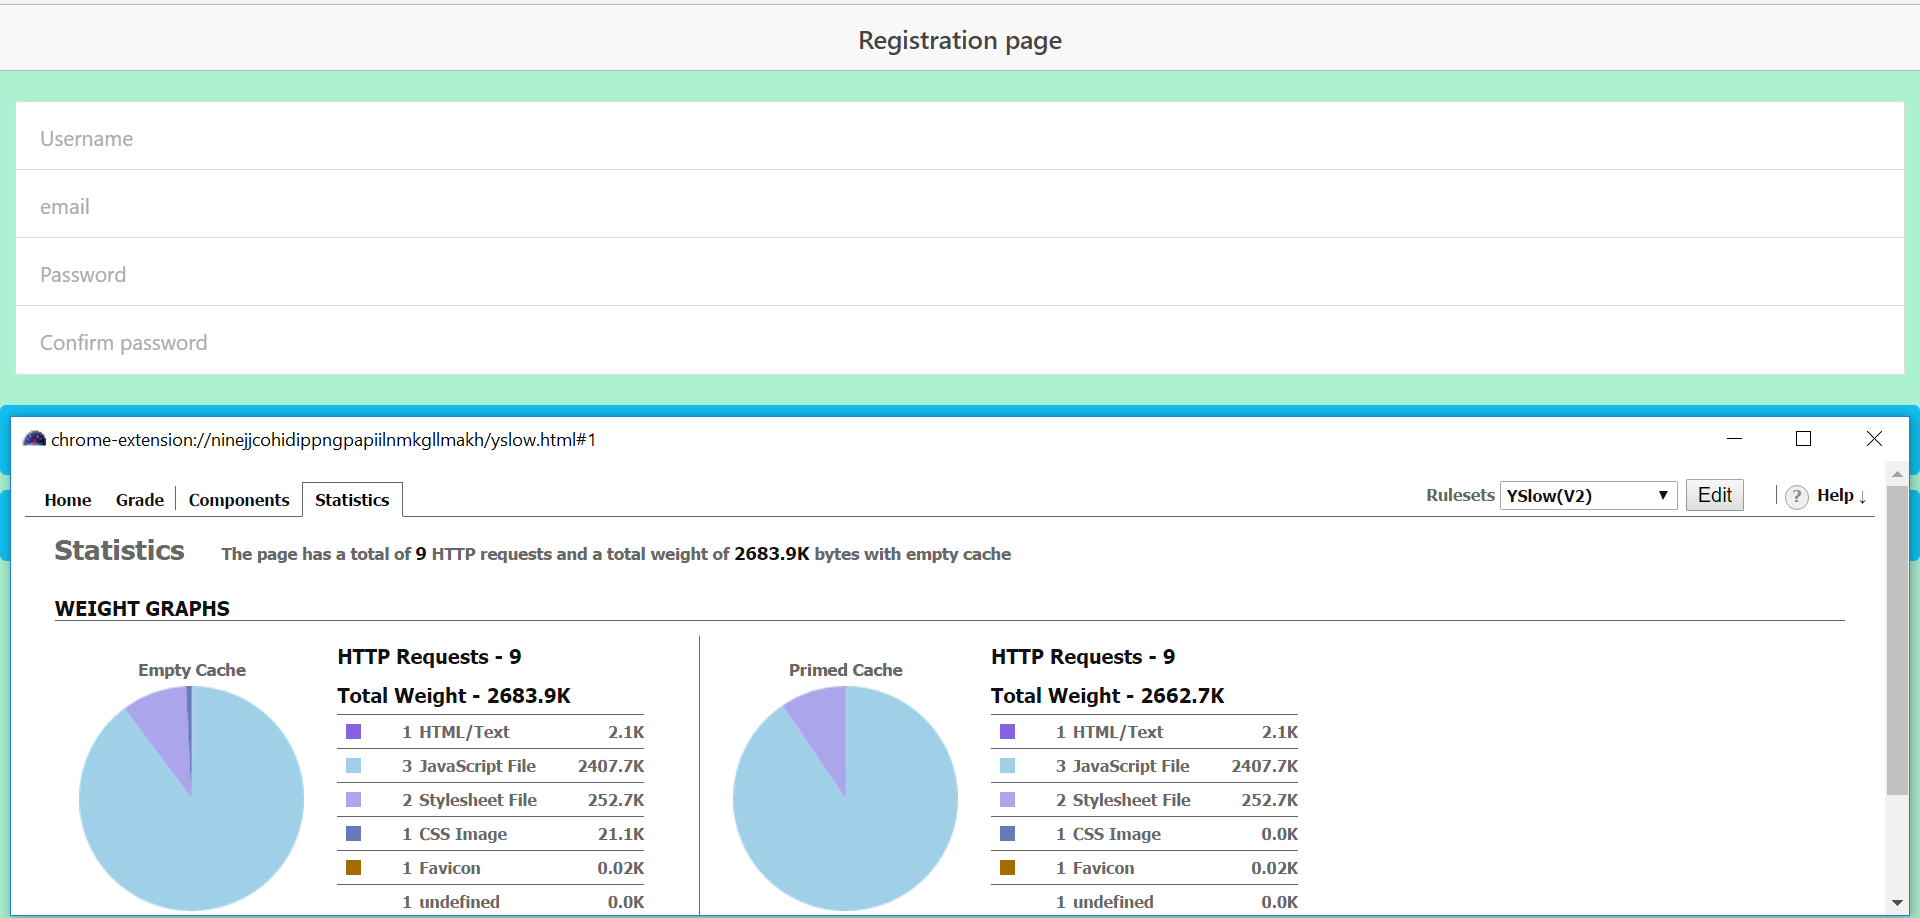 Registration page
Username
email
Password
Confirm password
chrome-extension://ninejjcohidippngpapiilnmkgllmakh/yslow.html#1
Home Grade Components Statistics Rulesets YSlow(V2) ▼ Edit ? Help ↓
Statistics The page has a total of 9 HTTP requests and a total weight of 2683.9K bytes with empty cache
WEIGHT GRAPHS
Empty Cache
HTTP Requests - 9
Total Weight - 2683.9K
1 HTML/Text 2.1K
3 JavaScript File 2407.7K
2 Stylesheet File 252.7K
1 CSS Image 21.1K
1 Favicon 0.02K
1 undefined 0.0K
Primed Cache
HTTP Requests - 9
Total Weight - 2662.7K
1 HTML/Text 2.1K
3 JavaScript File 2407.7K
2 Stylesheet File 252.7K
1 CSS Image 0.0K
1 Favicon 0.02K
1 undefined 0.0K